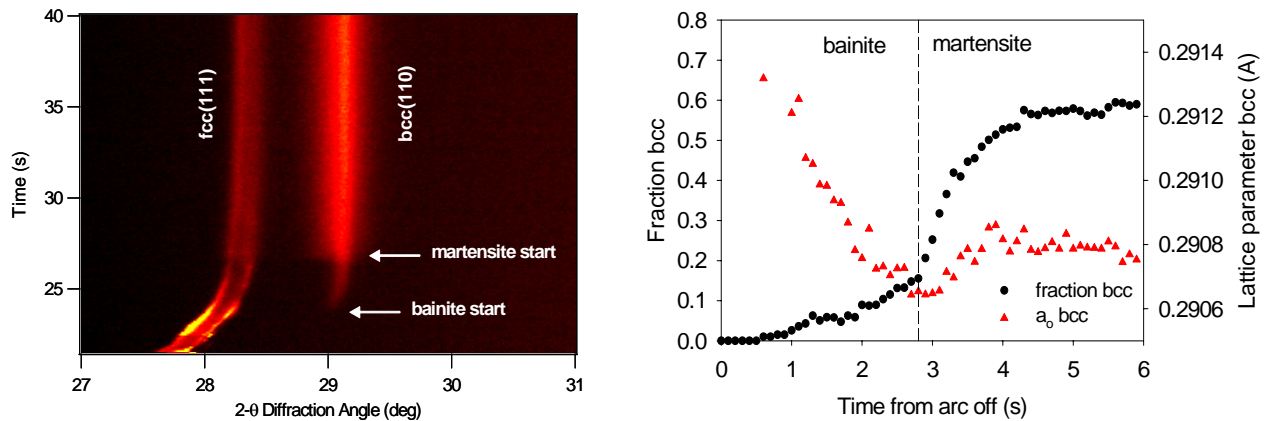 40
35
30
25
Time (s)
fcc(111)
bcc(110)
martensite start
bainite start
27
28
29
30
31
2-θ Diffraction Angle (deg)
0.8
0.7
0.6
0.5
0.4
0.3
0.2
0.1
0.0
Fraction bcc
bainite
martensite
fraction bcc
aₒ bcc
0.2914
0.2912
0.2910
0.2908
0.2906
Lattice parameter bcc (A)
0
1
2
3
4
5
6
Time from arc off (s)